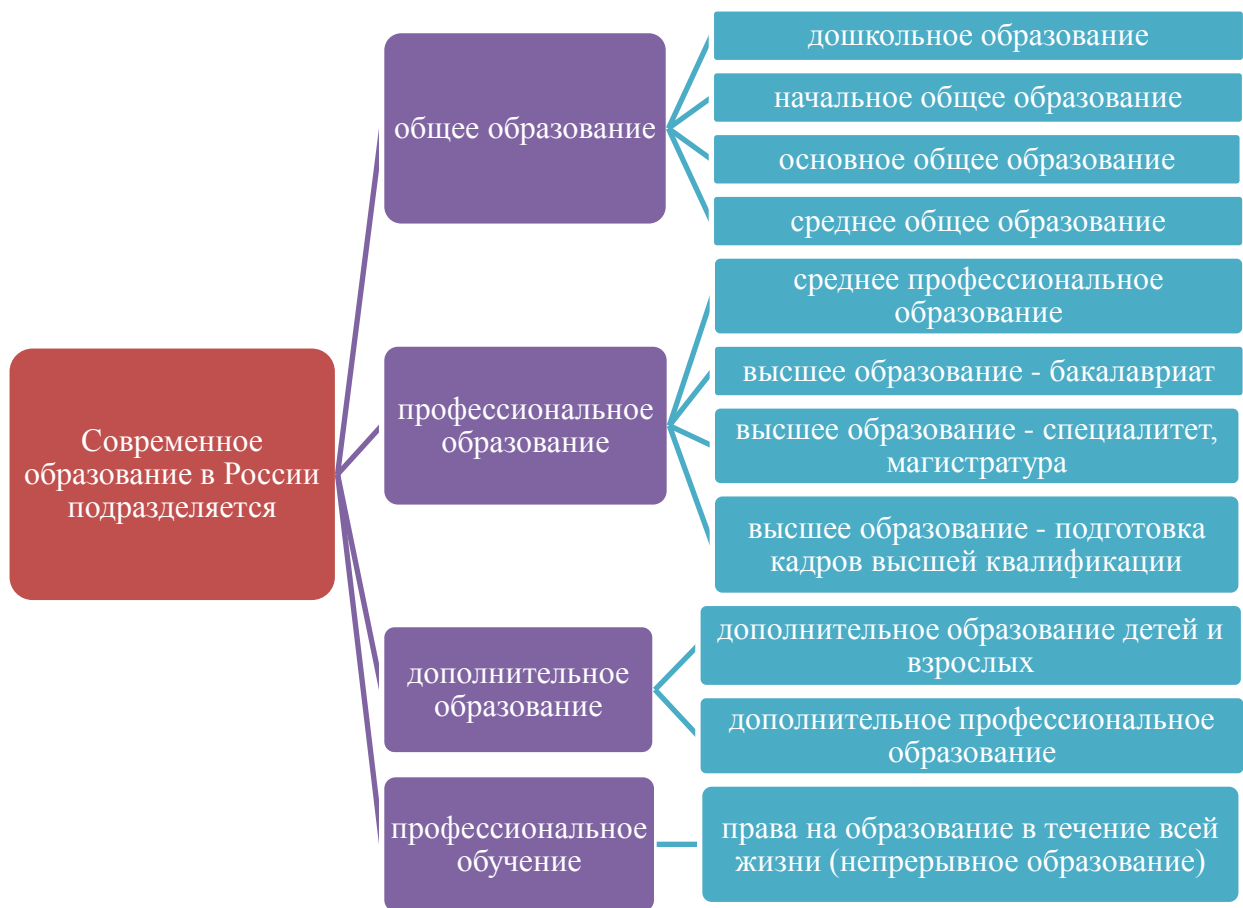 Современное
образование в России
подразделяется
общее образование
дошкольное образование
начальное общее образование
основное общее образование
среднее общее образование
профессиональное
образование
среднее профессиональное
образование
высшее образование - бакалавриат
высшее образование - специалитет,
магистратура
высшее образование - подготовка
кадров высшей квалификации
дополнительное
образование
дополнительное образование детей и
взрослых
дополнительное профессиональное
образование
профессиональное
обучение
права на образование в течение всей
жизни (непрерывное образование)